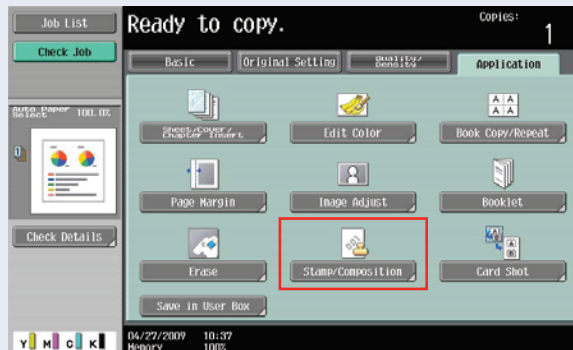 Job List
Ready to copy.
Copies:
1
Check Job
Basic
Original Setting
Quality/
Density
Application
Auto Paper
Select
100.0%
Sheet/Cover/
Chapter Insert
Edit Color
Book Copy/Repeat
Page Margin
Image Adjust
Booklet
Check Details
Erase
Stamp/Composition
Card Shot
Save in User Box
Y M C K
04/27/2009 10:37
Memory 100%